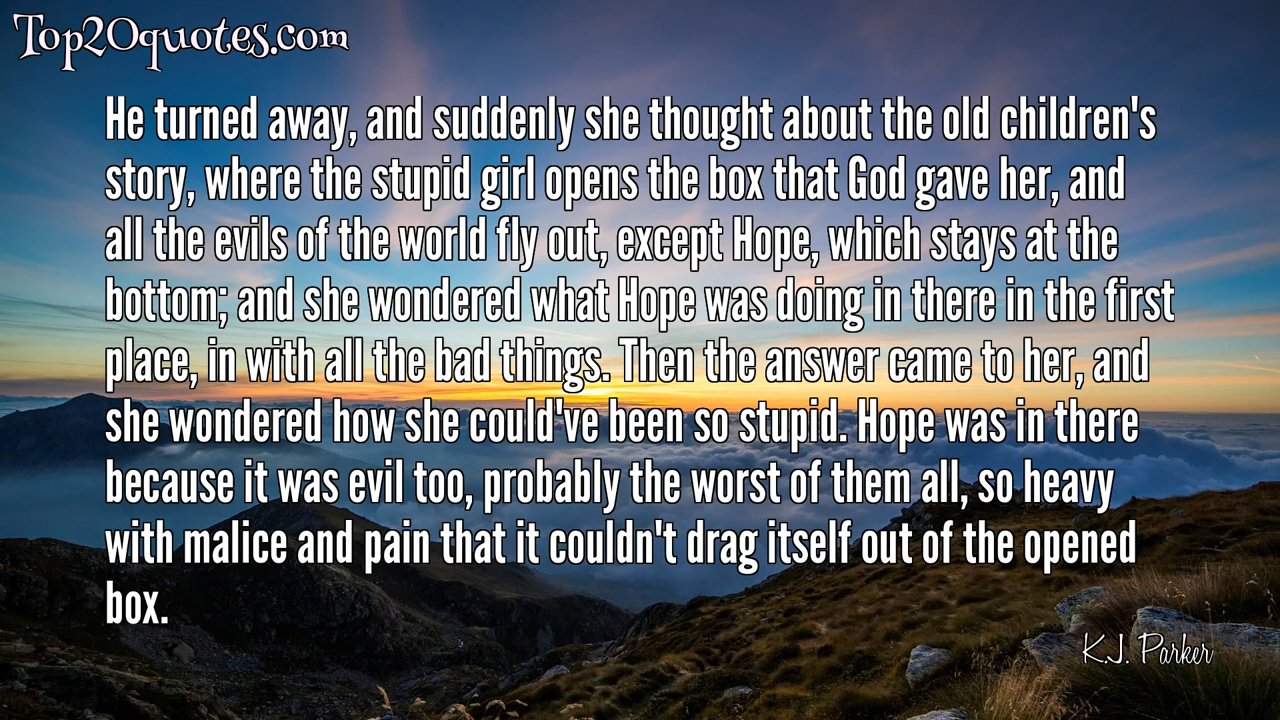 Top20quotes.com
He turned away, and suddenly she thought about the old children's
story, where the stupid girl opens the box that God gave her, and
all the evils of the world fly out, except Hope, which stays at the
bottom; and she wondered what Hope was doing in there in the first
place, in with all the bad things. Then the answer came to her, and
she wondered how she could've been so stupid. Hope was in there
because it was evil too, probably the worst of them all, so heavy
with malice and pain that it couldn't drag itself out of the opened
box.
K.J. Parker